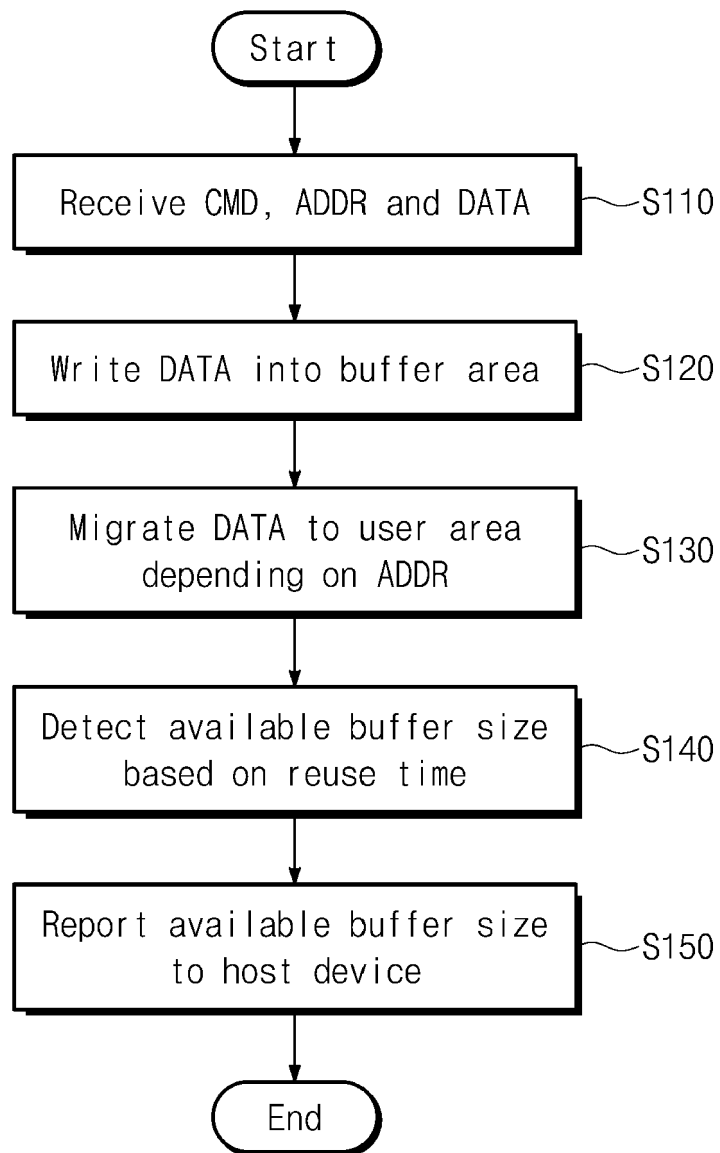 Start
Receive CMD, ADDR and DATA
S110
Write DATA into buffer area
S120
Migrate DATA to user area
depending on ADDR
S130
Detect available buffer size
based on reuse time
S140
Report available buffer size
to host device
S150
End